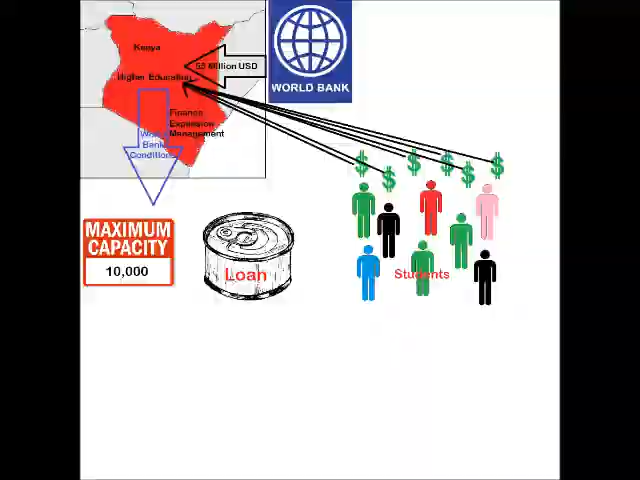 Kenya
55 Million USD
Higher Education
WORLD BANK
Finance
Expansion
Management
World
Bank
Conditions
MAXIMUM
CAPACITY
10,000
Loan
Students